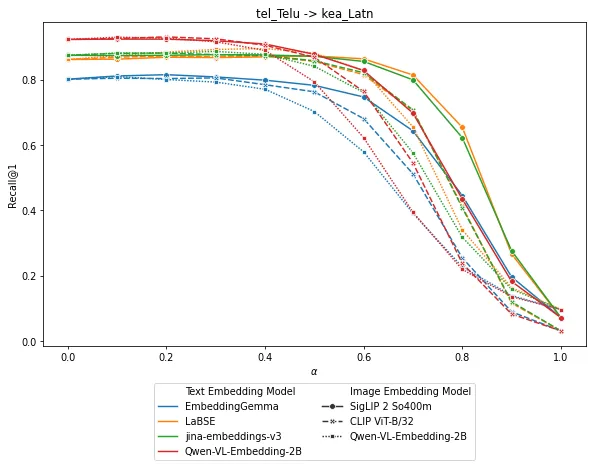 tel_Telu -> kea_Latn
Recall@1
0.8
0.6
0.4
0.2
0.0
0.0 0.2 0.4 0.6 0.8 1.0
α
Text Embedding Model Image Embedding Model
EmbeddingGemma SigLIP 2 So400m
LaBSE CLIP ViT-B/32
jina-embeddings-v3 Qwen-VL-Embedding-2B
Qwen-VL-Embedding-2B